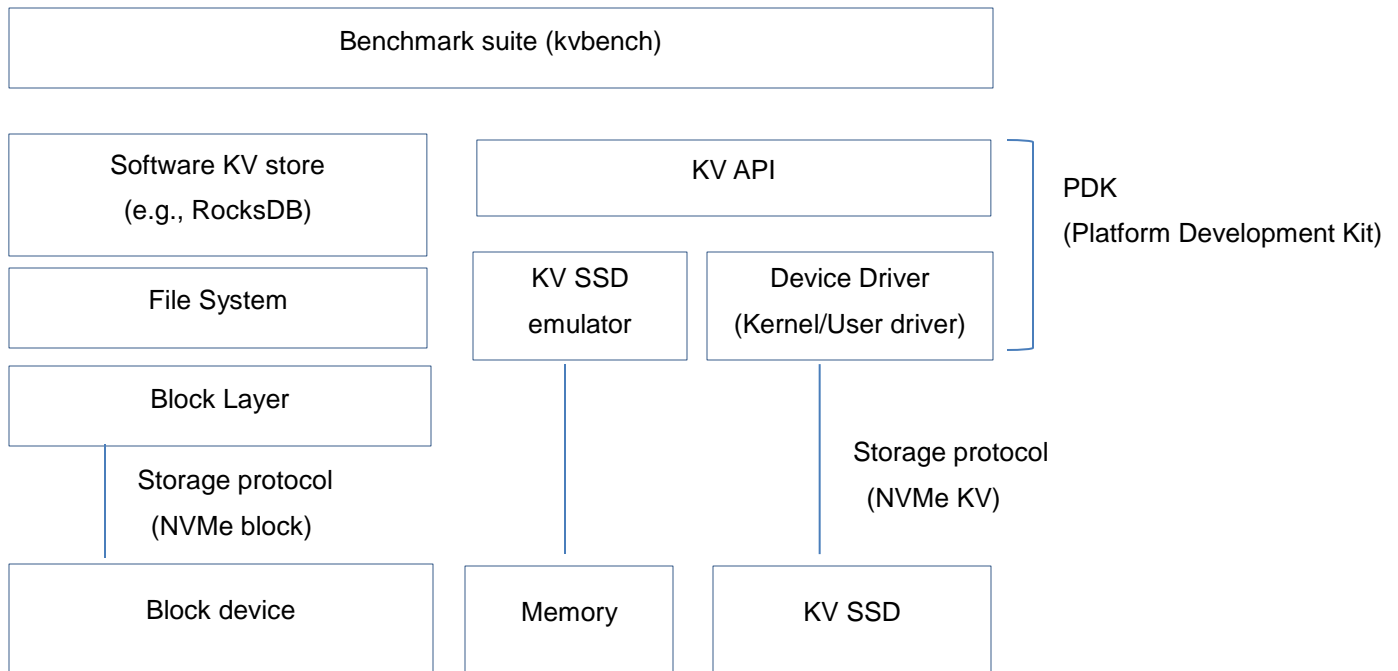 Benchmark suite (kvbench)
Software KV store
(e.g., RocksDB)
KV API
PDK
(Platform Development Kit)
File System
KV SSD
emulator
Device Driver
(Kernel/User driver)
Block Layer
Storage protocol
(NVMe block)
Storage protocol
(NVMe KV)
Block device
Memory
KV SSD